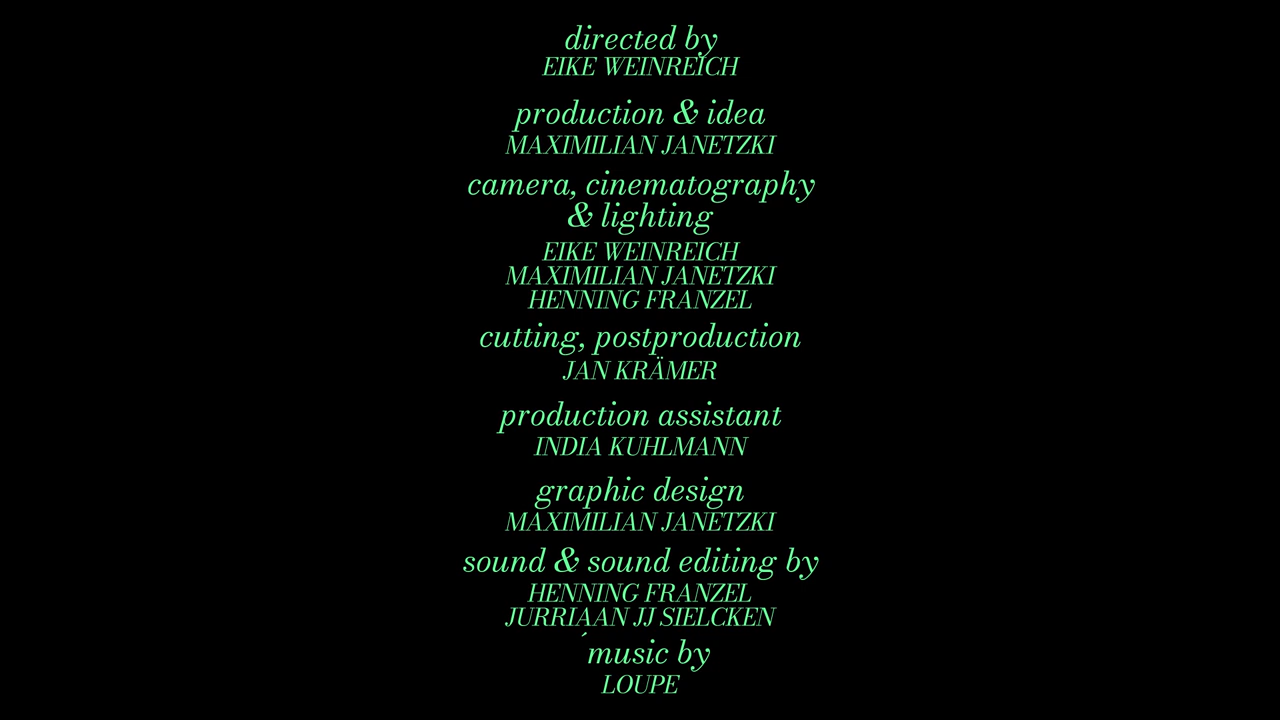 directed by
EIKE WEINREICH
production & idea
MAXIMILIAN JANETZKI
camera, cinematography
& lighting
EIKE WEINREICH
MAXIMILIAN JANETZKI
HENNING FRANZEL
cutting, postproduction
JAN KRÄMER
production assistant
INDIA KUHLMANN
graphic design
MAXIMILIAN JANETZKI
sound & sound editing by
HENNING FRANZEL
JURRIAAN JJ SIELCKEN
´music by
LOUPE